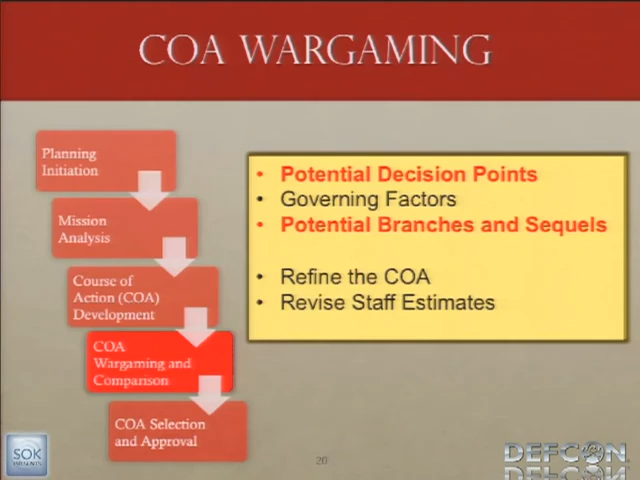 COA WARGAMING
Planning
Initiation
Mission
Analysis
Course of
Action (COA)
Development
COA
Wargaming and
Comparison
COA Selection
and Approval
• Potential Decision Points
• Governing Factors
• Potential Branches and Sequels
• Refine the COA
• Revise Staff Estimates
SOK
PRESENTS
20
DEFCON